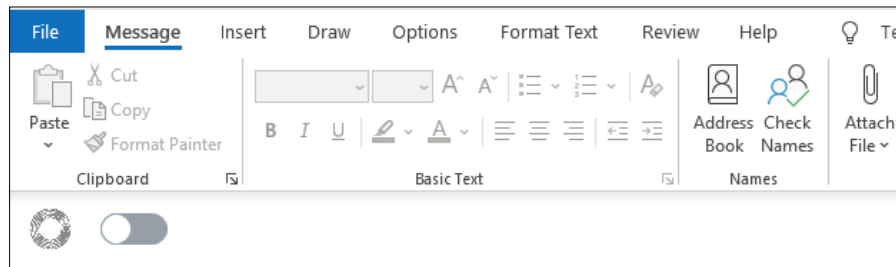 File Message Insert Draw Options Format Text Review Help Te
Cut
Copy
Paste
Format Painter
Clipboard
A A
B I U A
Basic Text
Address Book
Check Names
Names
Attach File